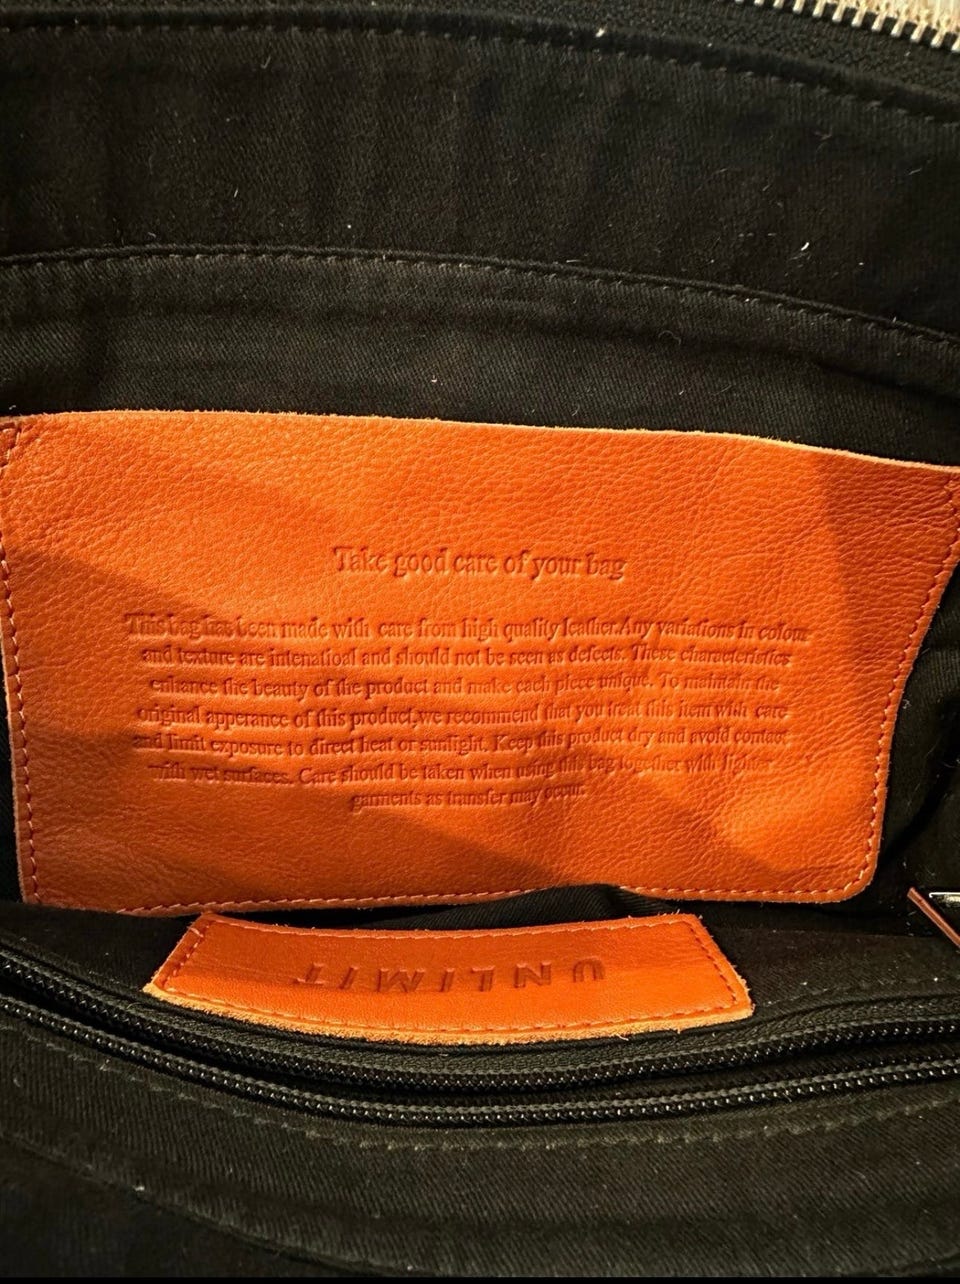 Take good care of your bag
This bag has been made with care from high quality leather.Any variations in colour
and texture are intenatioal and should not be seen as defects. These characteristics
enhance the beauty of the product and make each piece unique. To maintain the
original apperance of this product,we recommend that you treat this item with care
and limit exposure to direct heat or sunlight. Keep this product dry and avoid contact
with wet surfaces. Care should be taken when using this bag together with lighter
garments as transfer may occur.
UNLIMIT